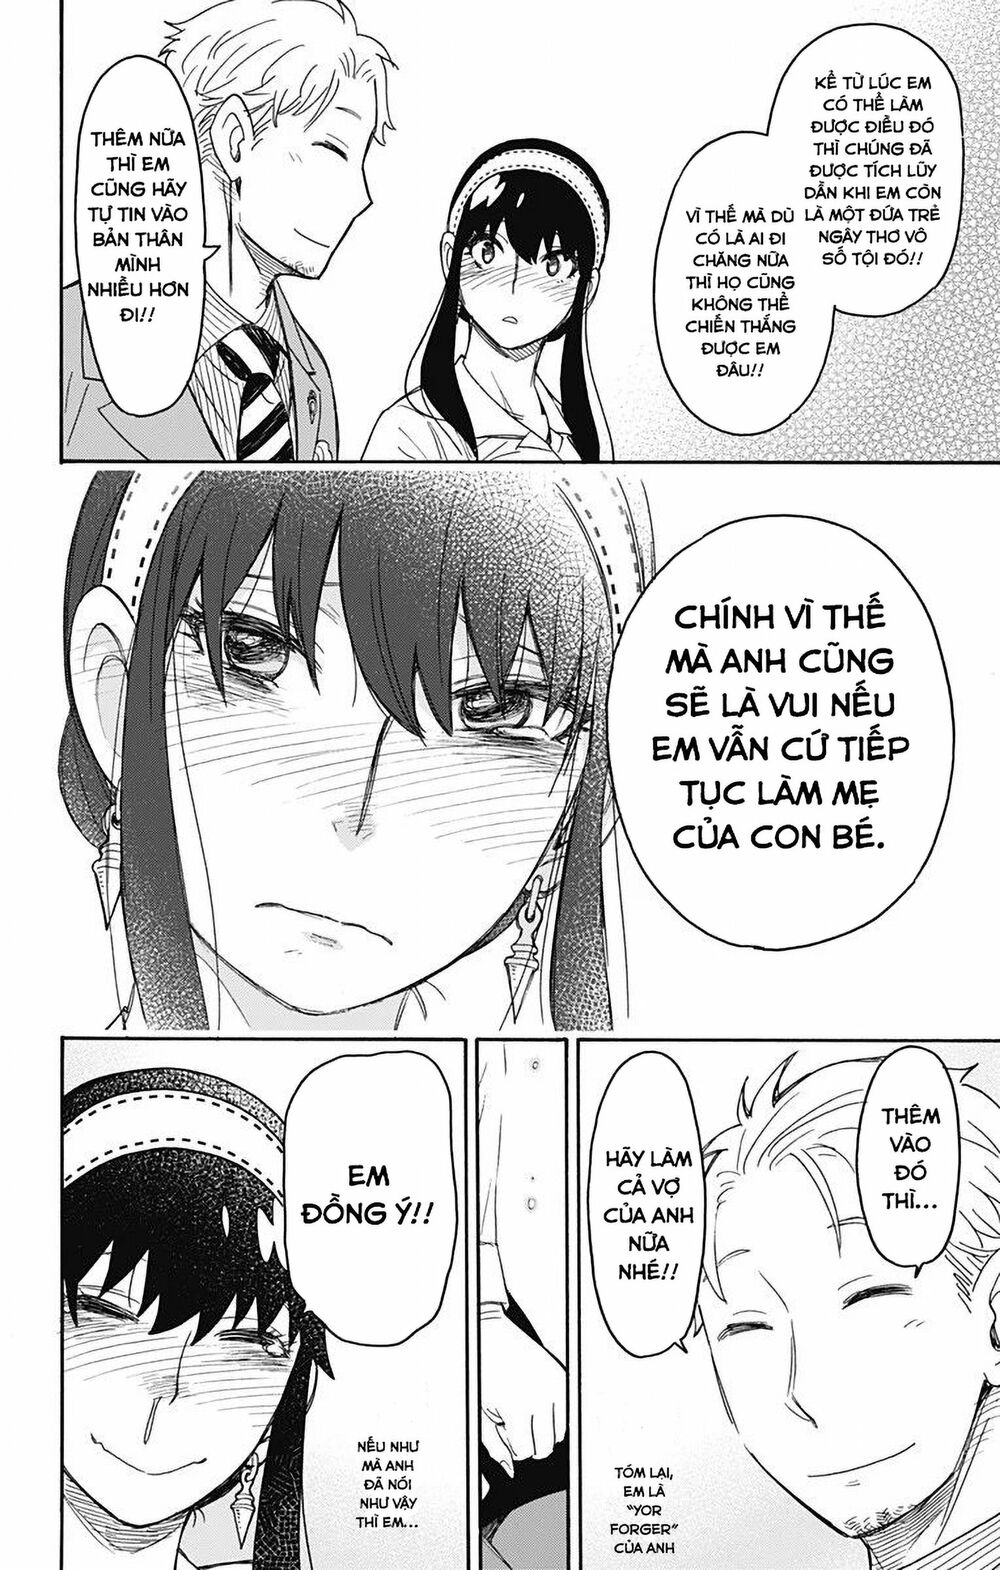 KỂ TỪ LÚC EM
CÓ THỂ LÀM
ĐƯỢC ĐIỀU ĐÓ
THÌ CHÚNG ĐÃ
ĐƯỢC TÍCH LŨY
DẦN KHI EM CÒN
LÀ MỘT ĐỨA TRẺ
NGÂY THƠ VÔ
SỐ TỘI ĐÓ!!
VÌ THẾ MÀ DÙ
CÓ LÀ AI ĐI
CHĂNG NỮA
THÌ HỌ CŨNG
KHÔNG THỂ
CHIẾN THẮNG
ĐƯỢC EM
ĐÂU!!
THÊM NỮA
THÌ EM
CŨNG HÃY
TỰ TIN VÀO
BẢN THÂN
MÌNH
NHIỀU HƠN
ĐI!!
CHÍNH VÌ THẾ
MÀ ANH CŨNG
SẼ LÀ VUI NẾU
EM VẪN CỨ TIẾP
TỤC LÀM MẸ
CỦA CON BÉ.
THÊM
VÀO
ĐÓ
THÌ...
HÃY LÀM
CẢ VỢ
CỦA ANH
NỮA
NHÉ!!
TÓM LẠI,
EM LÀ
"YOR
FORGER"
CỦA ANH
EM
ĐỒNG Ý!!
NẾU NHƯ
MÀ ANH
ĐÃ NÓI
NHƯ VẬY
THÌ EM...